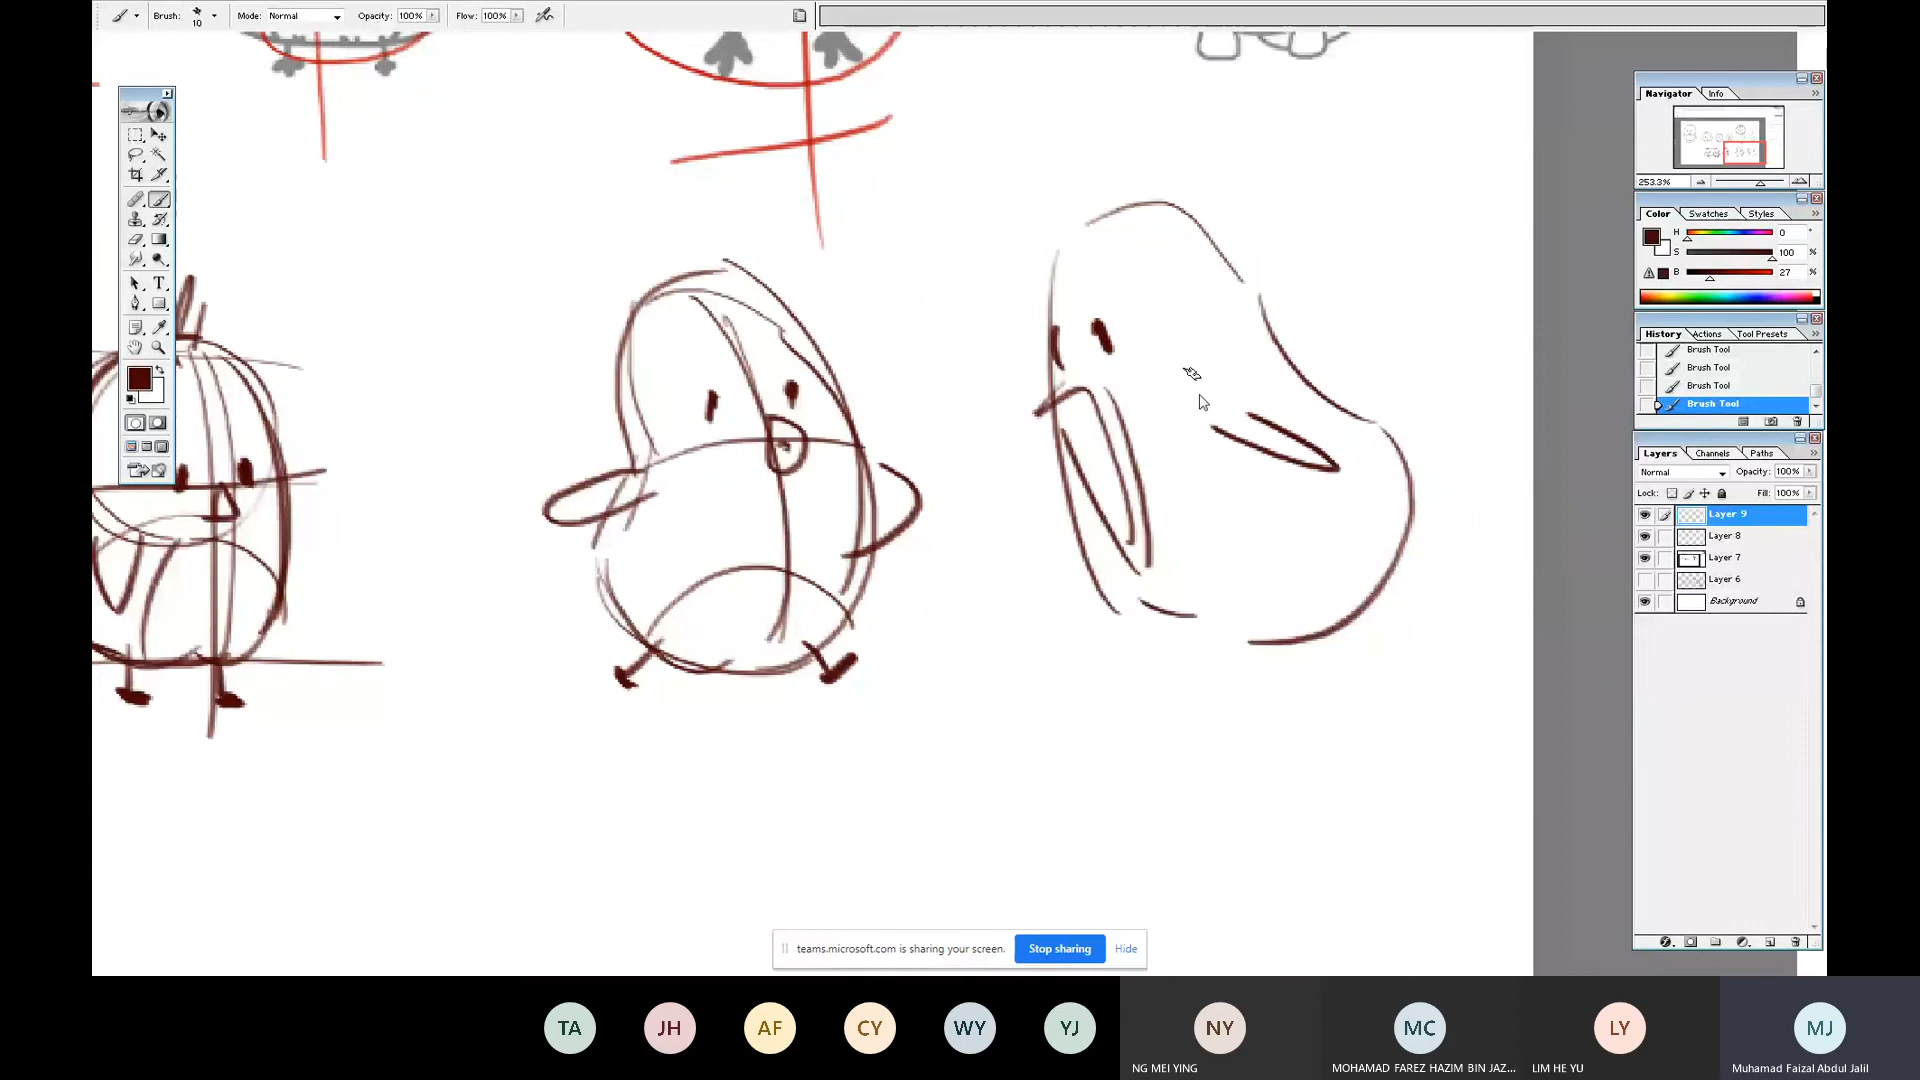 Brush: 10 Mode: Normal Opacity: 100% Flow: 100%
Navigator Info
253.3%
Color Swatches Styles
H 0 °
S 100 %
B 27 %
History Actions Tool Presets
Brush Tool
Brush Tool
Brush Tool
Brush Tool
Layers Channels Paths
Normal Opacity: 100%
Lock: Fill: 100%
Layer 9
Layer 8
Layer 7
Layer 6
Background
T
teams.microsoft.com is sharing your screen. Stop sharing Hide
TA JH AF CY WY YJ NY MC LY MJ
NG MEI YING MOHAMAD FAREZ HAZIM BIN JAZ... LIM HE YU Muhamad Faizal Abdul Jalil